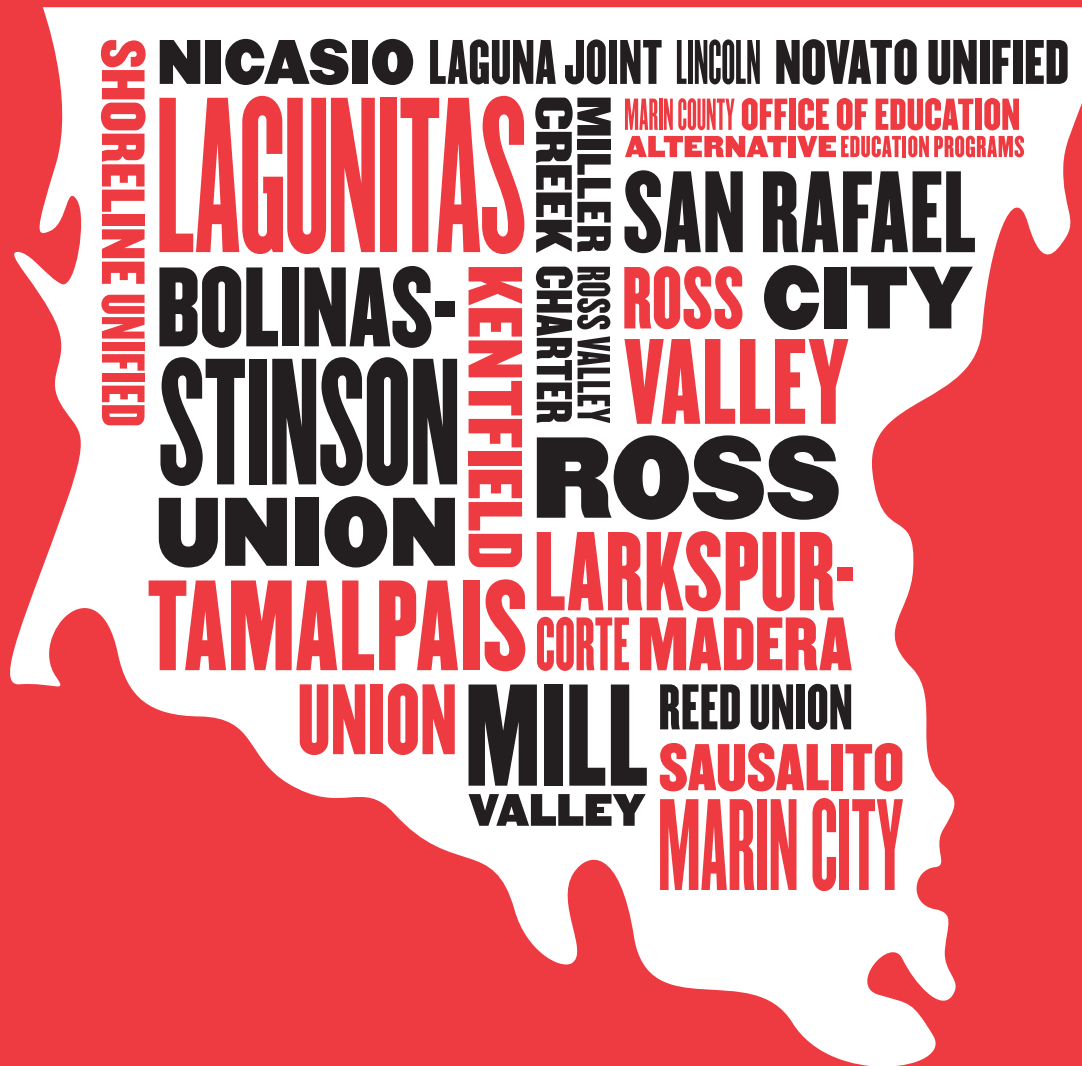 SHORELINE UNIFIED
NICASIO LAGUNA JOINT LINCOLN NOVATO UNIFIED
LAGUNITAS
MILLER
CREEK
MARIN COUNTY OFFICE OF EDUCATION
ALTERNATIVE EDUCATION PROGRAMS
SAN RAFAEL
CITY
BOLINAS-
STINSON
UNION
KENTFIELD
ROSS VALLEY
CHARTER
ROSS
VALLEY
ROSS
TAMALPAIS
UNION
LARKSPUR-
CORTE MADERA
MILL
VALLEY
REED UNION
SAUSALITO
MARIN CITY